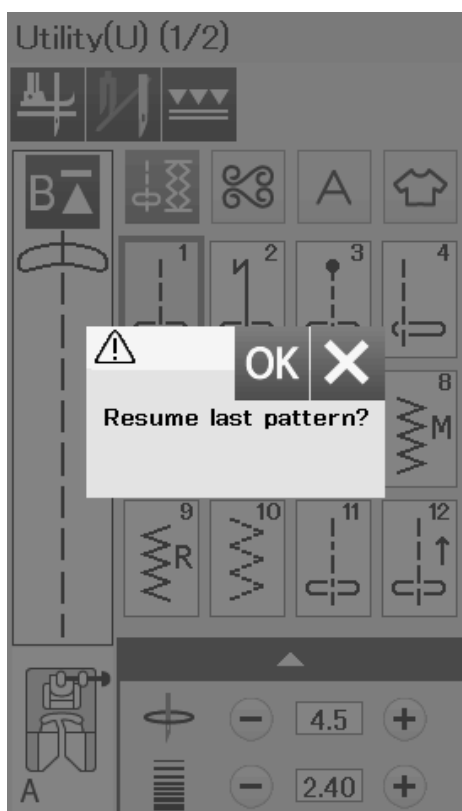 Utility(U) (1/2)
B
A
1
2
3
4
OK
Resume last pattern?
8
M
9
R
10
11
12
4.5
A
2.40